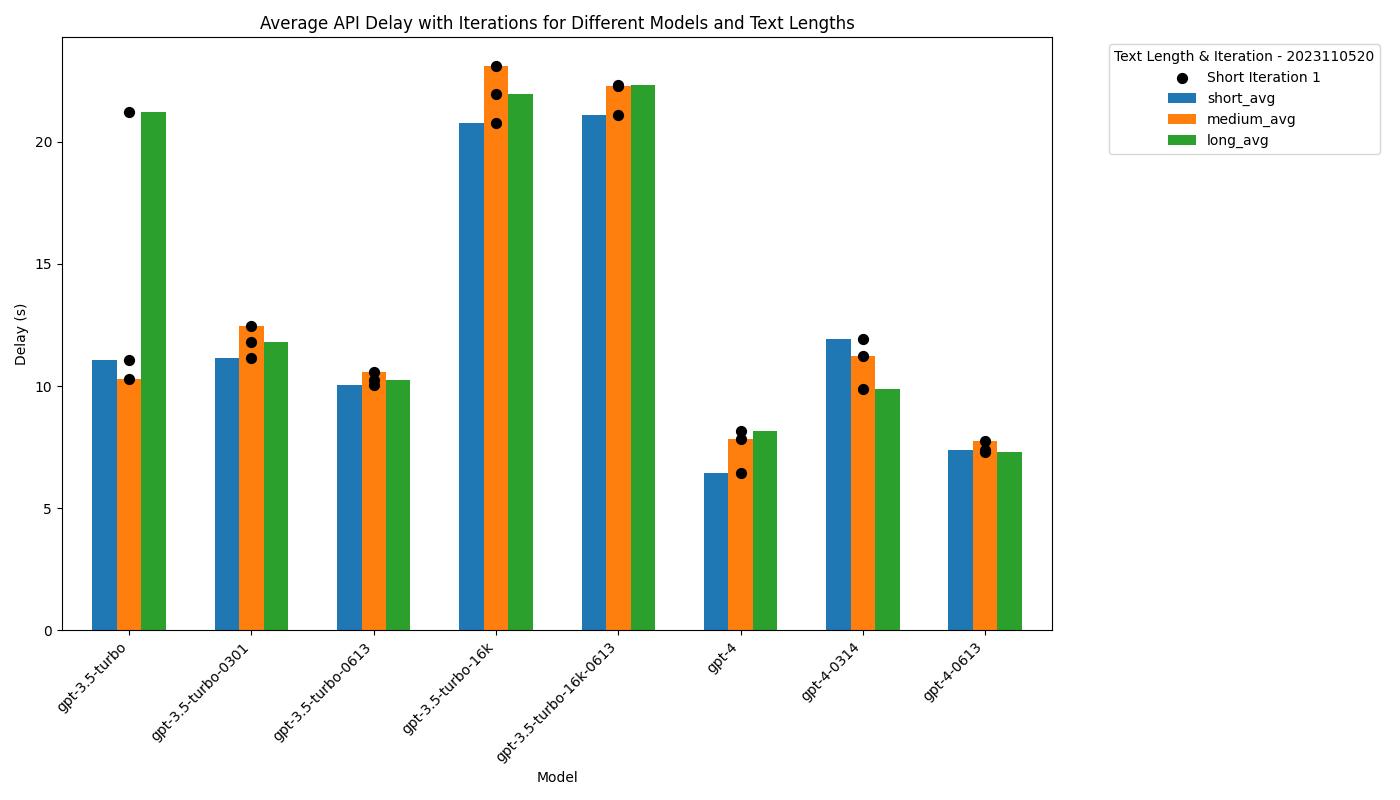 Average API Delay with Iterations for Different Models and Text Lengths
Text Length & Iteration - 2023110520
Short Iteration 1
short_avg
medium_avg
long_avg
Delay (s)
20
15
10
5
0
gpt-3.5-turbo
gpt-3.5-turbo-0301
gpt-3.5-turbo-0613
gpt-3.5-turbo-16k
gpt-3.5-turbo-16k-0613
gpt-4
gpt-4-0314
gpt-4-0613
Model